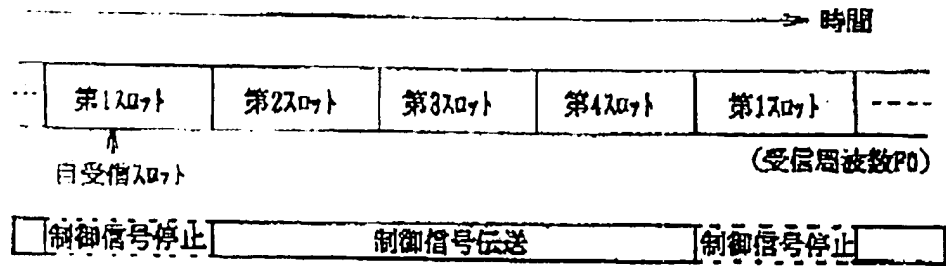 時間
… 第1スロット 第2スロット 第3スロット 第4スロット 第1スロット ----
自受信スロット
(受信周波数F0)
制御信号停止 制御信号伝送 制御信号停止